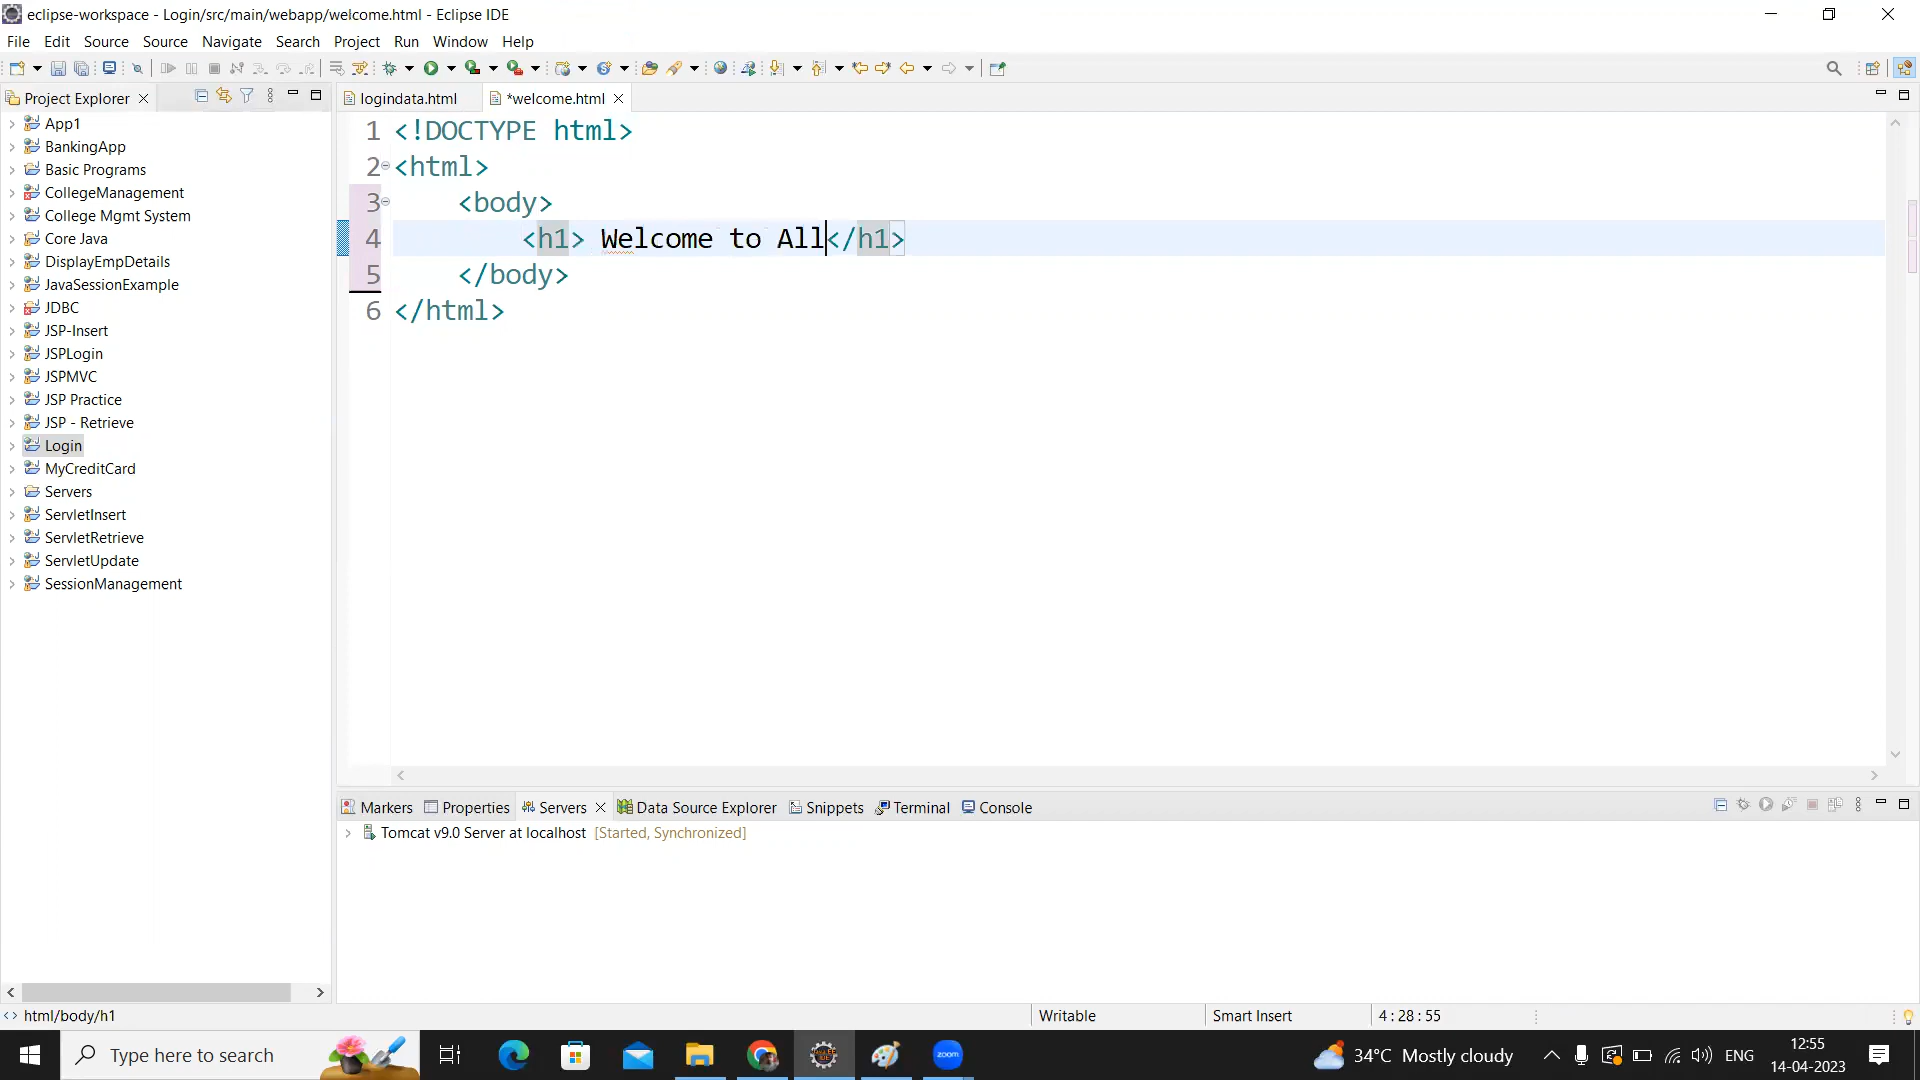 eclipse-workspace - Login/src/main/webapp/welcome.html - Eclipse IDE
File Edit Source Source Navigate Search Project Run Window Help
Project Explorer
logindata.html *welcome.html
App1
BankingApp
Basic Programs
CollegeManagement
College Mgmt System
Core Java
DisplayEmpDetails
JavaSessionExample
JDBC
JSP-Insert
JSPLogin
JSPMVC
JSP Practice
JSP - Retrieve
Login
MyCreditCard
Servers
ServletInsert
ServletRetrieve
ServletUpdate
SessionManagement
1 <!DOCTYPE html>
2 <html>
3 <body>
4 <h1> Welcome to All</h1>
5 </body>
6 </html>
Markers Properties Servers Data Source Explorer Snippets Terminal Console
Tomcat v9.0 Server at localhost [Started, Synchronized]
html/body/h1 Writable Smart Insert 4 : 28 : 55
Type here to search zoom 34°C Mostly cloudy ENG 12:55
14-04-2023